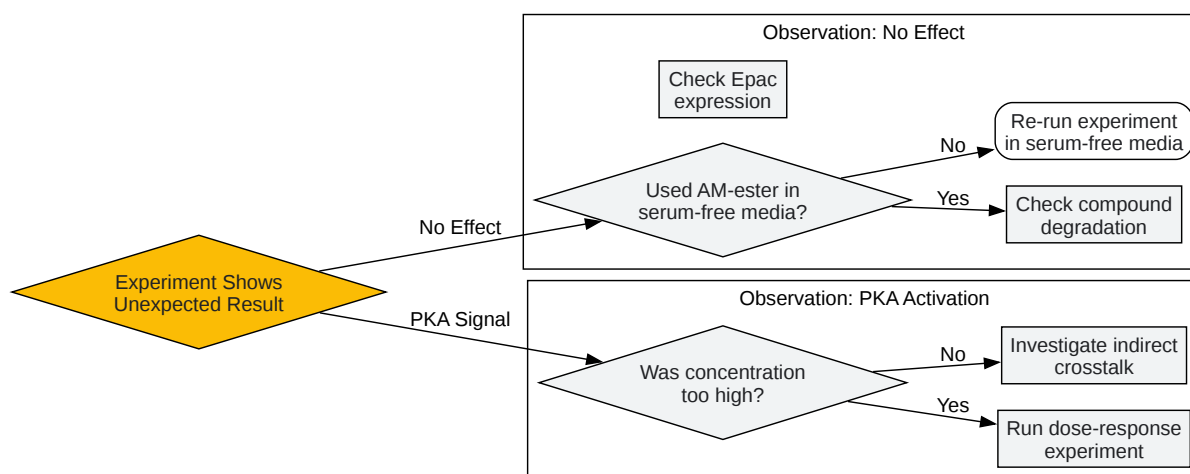 Observation: No Effect
Check Epac
expression
Re-run experiment
in serum-free media
No
Used AM-ester in
serum-free media?
Yes
Check compound
degradation
No Effect
Experiment Shows
Unexpected Result
PKA Signal
Observation: PKA Activation
Was concentration
too high?
No
Investigate indirect
crosstalk
Yes
Run dose-response
experiment